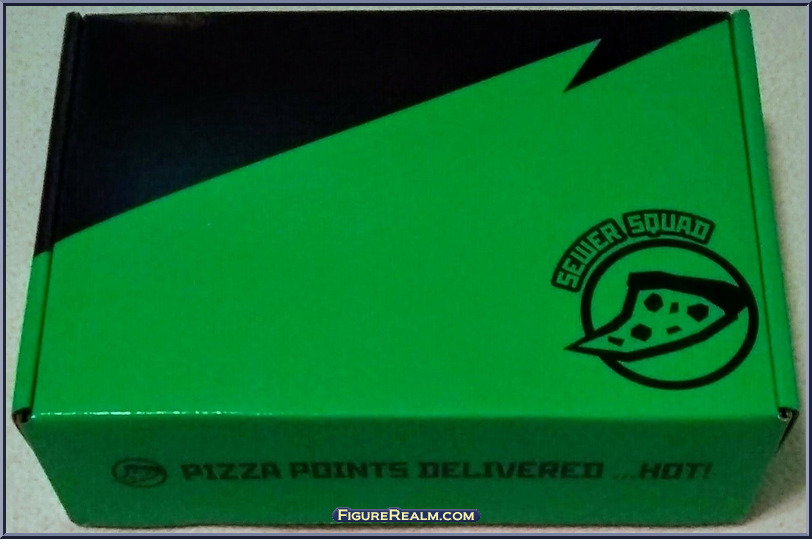 SEWER SQUAD
PIZZA POINTS DELIVERED ...HOT!
FIGUREREALM.COM